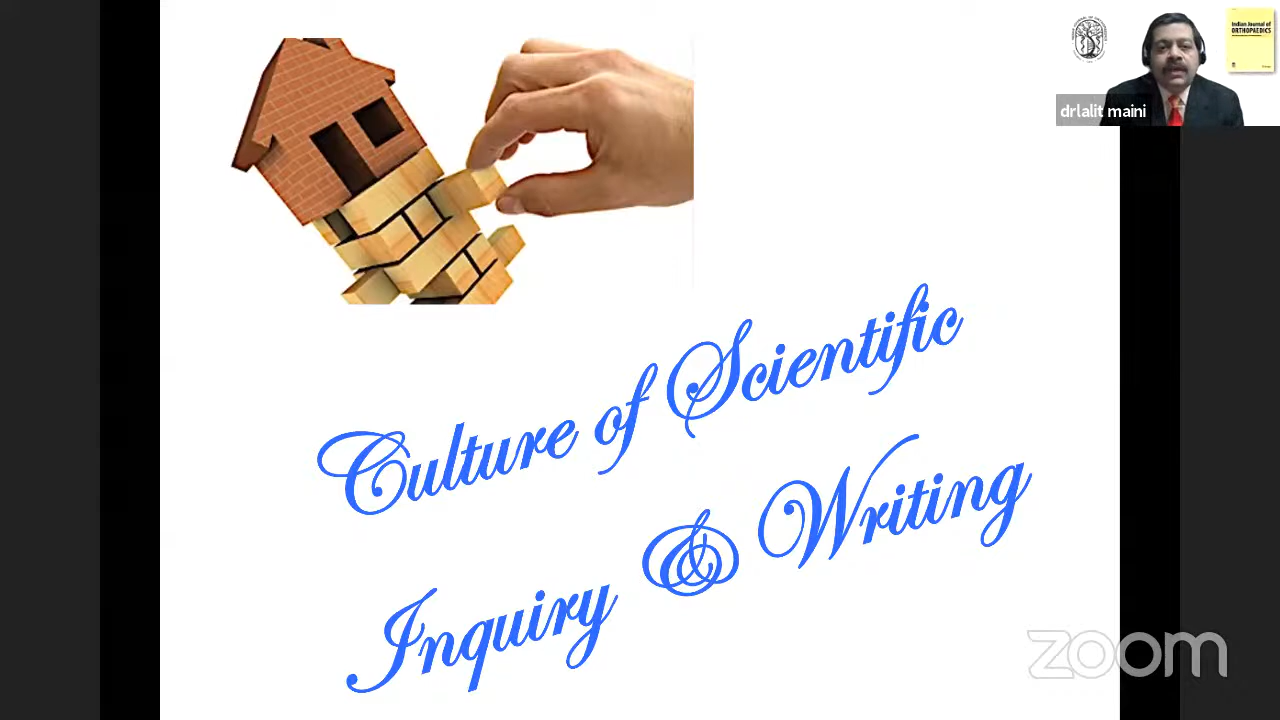 Indian Journal of
ORTHOPAEDICS
drlalit maini
Culture of Scientific
Inquiry & Writing
zoom